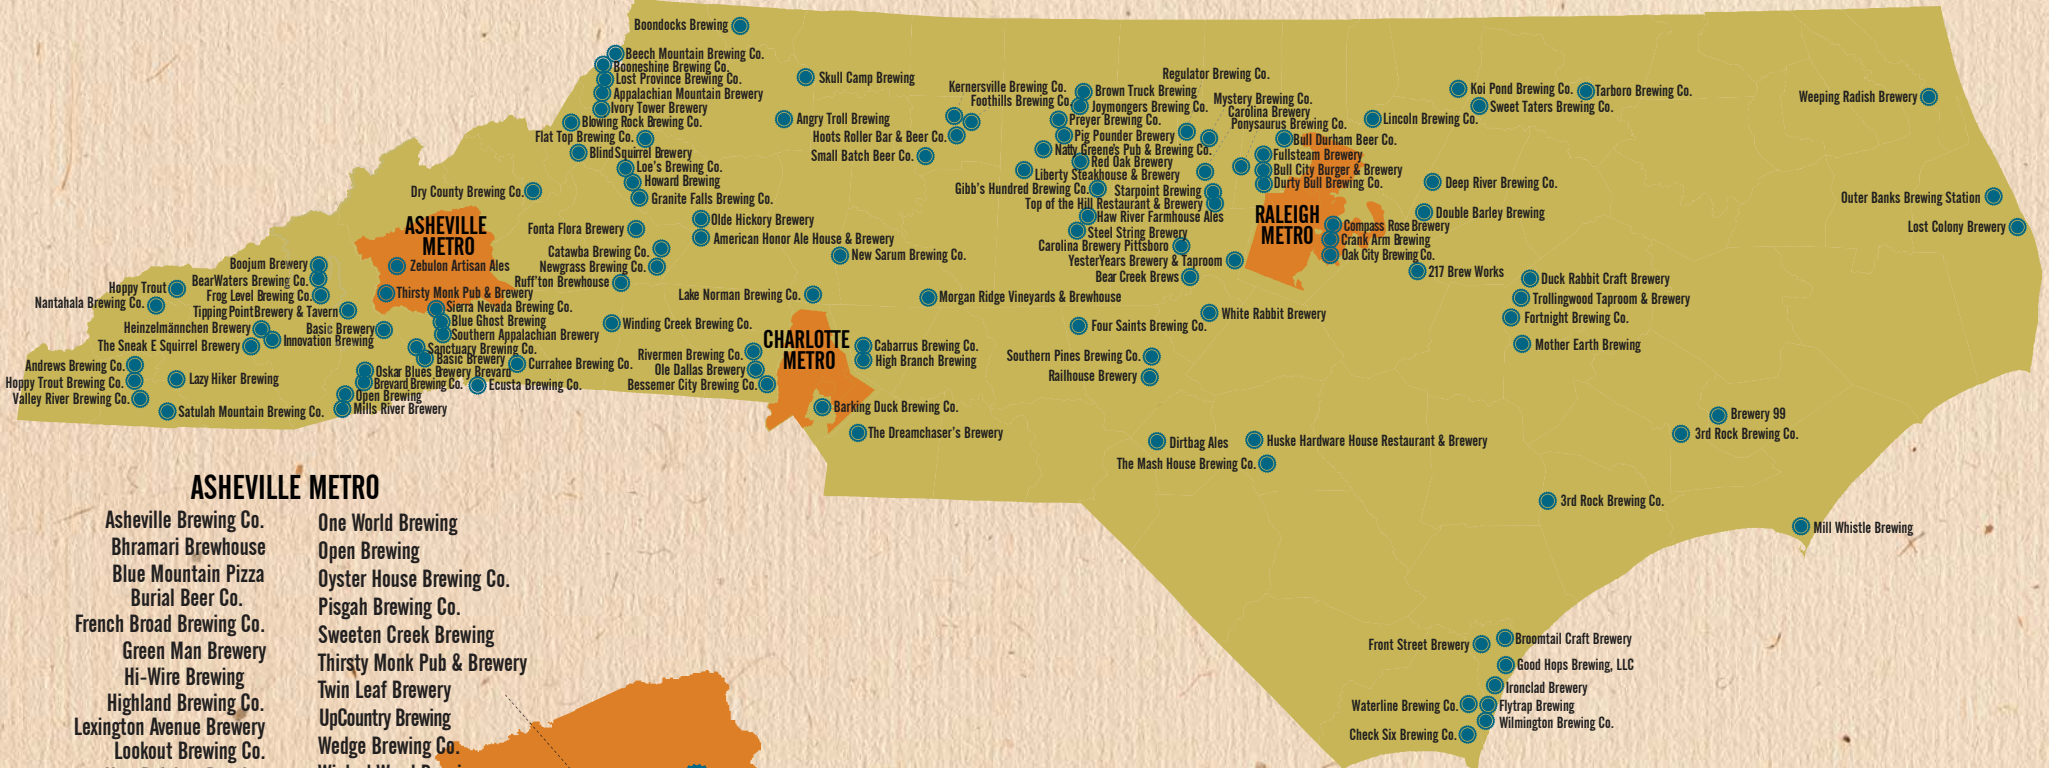 Boondocks Brewing
Beech Mountain Brewing Co.
Booneshine Brewing Co.
Lost Province Brewing Co.
Appalachian Mountain Brewery
Ivory Tower Brewery
Blowing Rock Brewing Co.
Flat Top Brewing Co.
Blind Squirrel Brewery
Loe's Brewing Co.
Howard Brewing
Granite Falls Brewing Co.
Dry County Brewing Co.
Skull Camp Brewing
Angry Troll Brewing
Kernersville Brewing Co.
Foothills Brewing Co.
Hoots Roller Bar & Beer Co.
Small Batch Beer Co.
Regulator Brewing Co.
Brown Truck Brewing
Joymongers Brewing Co.
Preyer Brewing Co.
Pig Pounder Brewery
Natty Greene's Pub & Brewing Co.
Red Oak Brewery
Liberty Steakhouse & Brewery
Gibb's Hundred Brewing Co.
Starpoint Brewing
Top of the Hill Restaurant & Brewery
Haw River Farmhouse Ales
Steel String Brewery
Carolina Brewery Pittsboro
YesterYears Brewery & Taproom
Bear Creek Brews
Mystery Brewing Co.
Carolina Brewery
Ponysaurus Brewing Co.
Bull Durham Beer Co.
Fullsteam Brewery
Bull City Burger & Brewery
Durty Bull Brewing Co.
RALEIGH
METRO
Compass Rose Brewery
Crank Arm Brewing
Oak City Brewing Co.
Lincoln Brewing Co.
Koi Pond Brewing Co.
Tarboro Brewing Co.
Sweet Taters Brewing Co.
Weeping Radish Brewery
Outer Banks Brewing Station
Lost Colony Brewery
Deep River Brewing Co.
Double Barley Brewing
217 Brew Works
Duck Rabbit Craft Brewery
Trollingwood Taproom & Brewery
Fortnight Brewing Co.
Mother Earth Brewing
ASHEVILLE
METRO
Zebulon Artisan Ales
Thirsty Monk Pub & Brewery
Sierra Nevada Brewing Co.
Blue Ghost Brewing
Southern Appalachian Brewery
Sanctuary Brewing Co.
Basic Brewery
Currahee Brewing Co.
Oskar Blues Brewery Brevard
Brevard Brewing Co.
Ecusta Brewing Co.
Open Brewing
Mills River Brewery
Boojum Brewery
BearWaters Brewing Co.
Frog Level Brewing Co.
Tipping Point Brewery & Tavern
Hoppy Trout
Nantahala Brewing Co.
Heinzelmännchen Brewery
Innovation Brewing
Basic Brewery
The Sneak E Squirrel Brewery
Andrews Brewing Co.
Hoppy Trout Brewing Co.
Valley River Brewing Co.
Lazy Hiker Brewing
Satulah Mountain Brewing Co.
Fonta Flora Brewery
Olde Hickory Brewery
American Honor Ale House & Brewery
Catawba Brewing Co.
Newgrass Brewing Co.
Ruff'ton Brewhouse
Winding Creek Brewing Co.
New Sarum Brewing Co.
Lake Norman Brewing Co.
Morgan Ridge Vineyards & Brewhouse
CHARLOTTE
METRO
Rivermen Brewing Co.
Ole Dallas Brewery
Bessemer City Brewing Co.
Cabarrus Brewing Co.
High Branch Brewing
Barking Duck Brewing Co.
The Dreamchaser's Brewery
White Rabbit Brewery
Four Saints Brewing Co.
Southern Pines Brewing Co.
Railhouse Brewery
Dirtbag Ales
Huske Hardware House Restaurant & Brewery
The Mash House Brewing Co.
Brewery 99
3rd Rock Brewing Co.
3rd Rock Brewing Co.
Mill Whistle Brewing
Front Street Brewery
Broomtail Craft Brewery
Good Hops Brewing, LLC
Ironclad Brewery
Waterline Brewing Co.
Flytrap Brewing
Wilmington Brewing Co.
Check Six Brewing Co.
ASHEVILLE METRO
Asheville Brewing Co.
Bhramari Brewhouse
Blue Mountain Pizza
Burial Beer Co.
French Broad Brewing Co.
Green Man Brewery
Hi-Wire Brewing
Highland Brewing Co.
Lexington Avenue Brewery
Lookout Brewing Co.
One World Brewing
Open Brewing
Oyster House Brewing Co.
Pisgah Brewing Co.
Sweeten Creek Brewing
Thirsty Monk Pub & Brewery
Twin Leaf Brewery
UpCountry Brewing
Wedge Brewing Co.